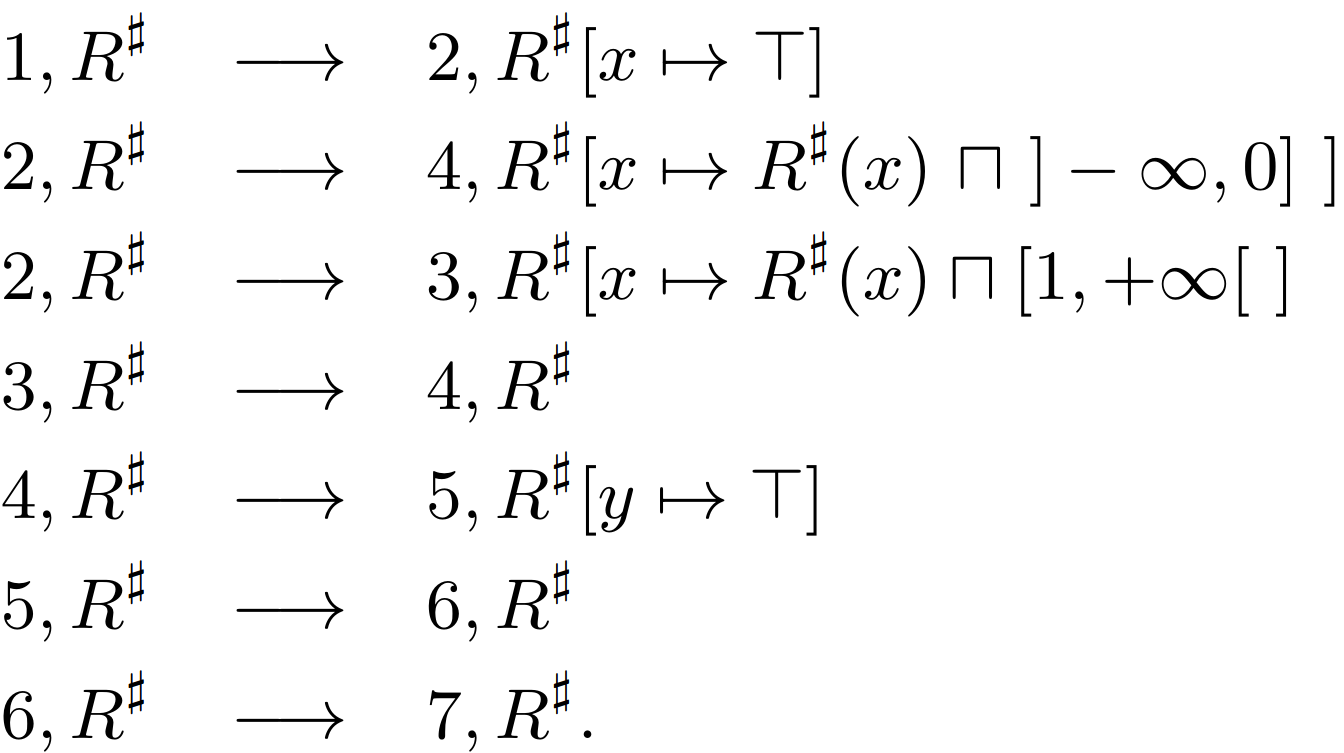 1, R♯ ⟶ 2, R♯[x ↦ ⊤]
2, R♯ ⟶ 4, R♯[x ↦ R♯(x) ⊓ ] − ∞, 0] ]
2, R♯ ⟶ 3, R♯[x ↦ R♯(x) ⊓ [1, +∞[ ]
3, R♯ ⟶ 4, R♯
4, R♯ ⟶ 5, R♯[y ↦ ⊤]
5, R♯ ⟶ 6, R♯
6, R♯ ⟶ 7, R♯.